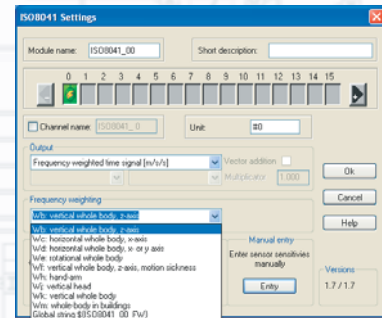 ISO8041 Settings
Module name: ISO8041_00 Short description:
0 1 2 3 4 5 6 7 8 9 10 11 12 13 14 15
Channel name: ISO8041_ 0 Unit: #0
Output
Frequency weighted time signal [m/s/s] Vector addition
Multiplicator 1.000
Ok
Cancel
Help
Frequency weighting
Wb: vertical whole body, z-axis
Wb: vertical whole body, z-axis
Wc: horizontal whole body, x-axis
Wd: horizontal whole body, x- or y axis
We: rotational whole body
Wf: vertical whole body, z-axis, motion sickness
Wh: hand-arm
Wj: vertical head
Wk: vertical whole body
Wm: whole-body in buildings
Global string ${ISO8041_00_FW}
Manual entry
Enter sensor sensitivies
manually
Entry
Versions
1.7 / 1.7